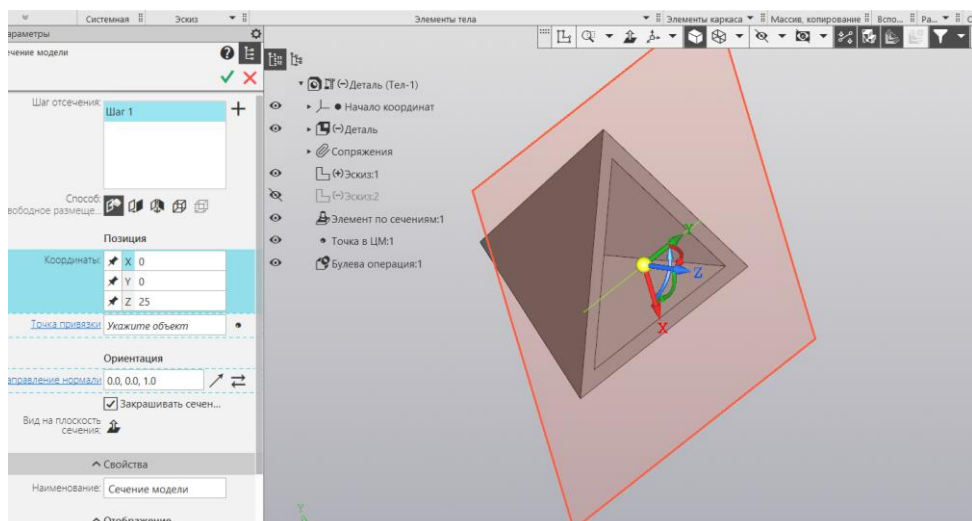 Системная
Эскиз
Элементы тела
Элементы каркаса
Массив, копирование
Вспо...
Ра...
араметры
ечение модели
Шаг отсечения:
Шаг 1
Способ:
вободное размеще...
Позиция
Координаты:
X 0
Y 0
Z 25
Точка привязки
Укажите объект
Ориентация
аправление нормали
0.0, 0.0, 1.0
Закрашивать сечен...
Вид на плоскость
сечения:
Свойства
Наименование:
Сечение модели
Отображение
(-)Деталь (Тел-1)
Начало координат
(-)Деталь
Сопряжения
(+)Эскиз:1
(-)Эскиз:2
Элемент по сечениям:1
Точка в ЦМ:1
Булева операция:1
Y
Z
X
Y